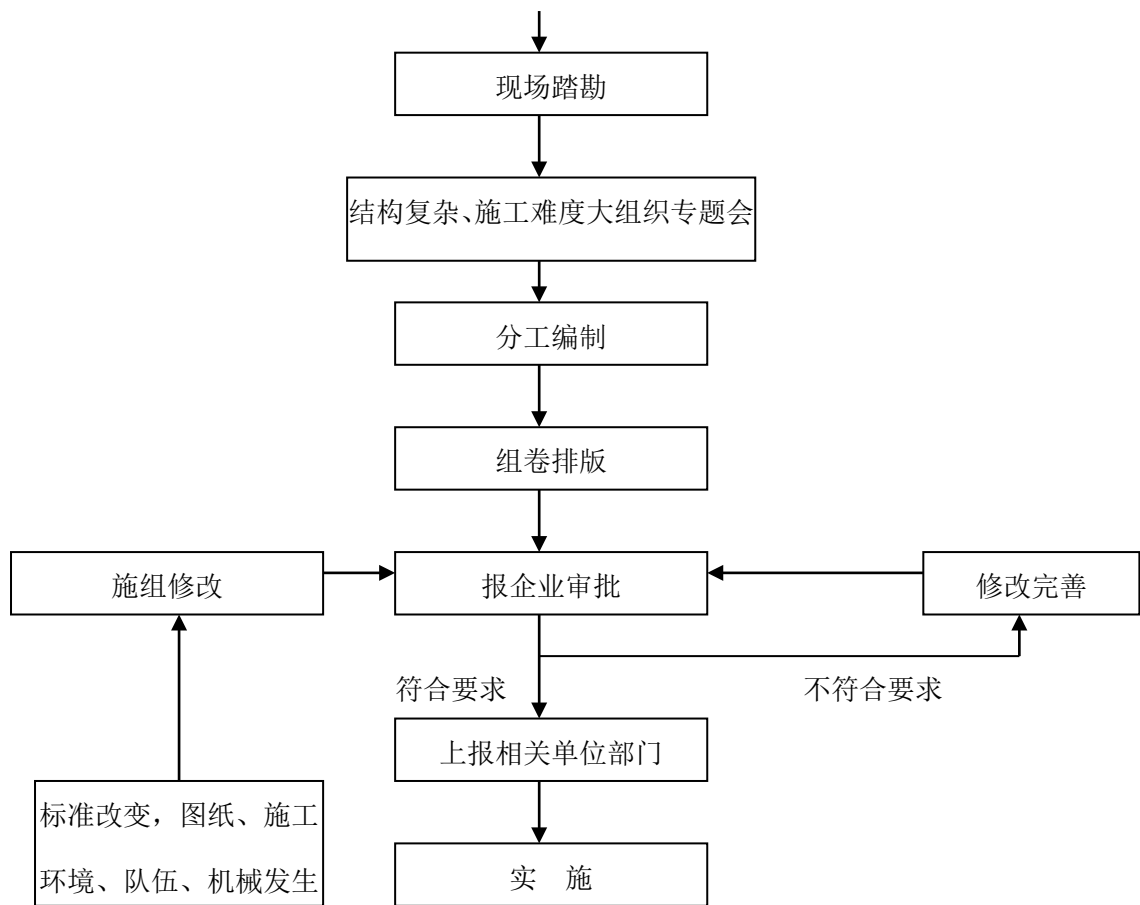 现场踏勘
结构复杂、施工难度大组织专题会
分工编制
组卷排版
施组修改
报企业审批
修改完善
符合要求
不符合要求
上报相关单位部门
标准改变，图纸、施工
环境、队伍、机械发生
实 施